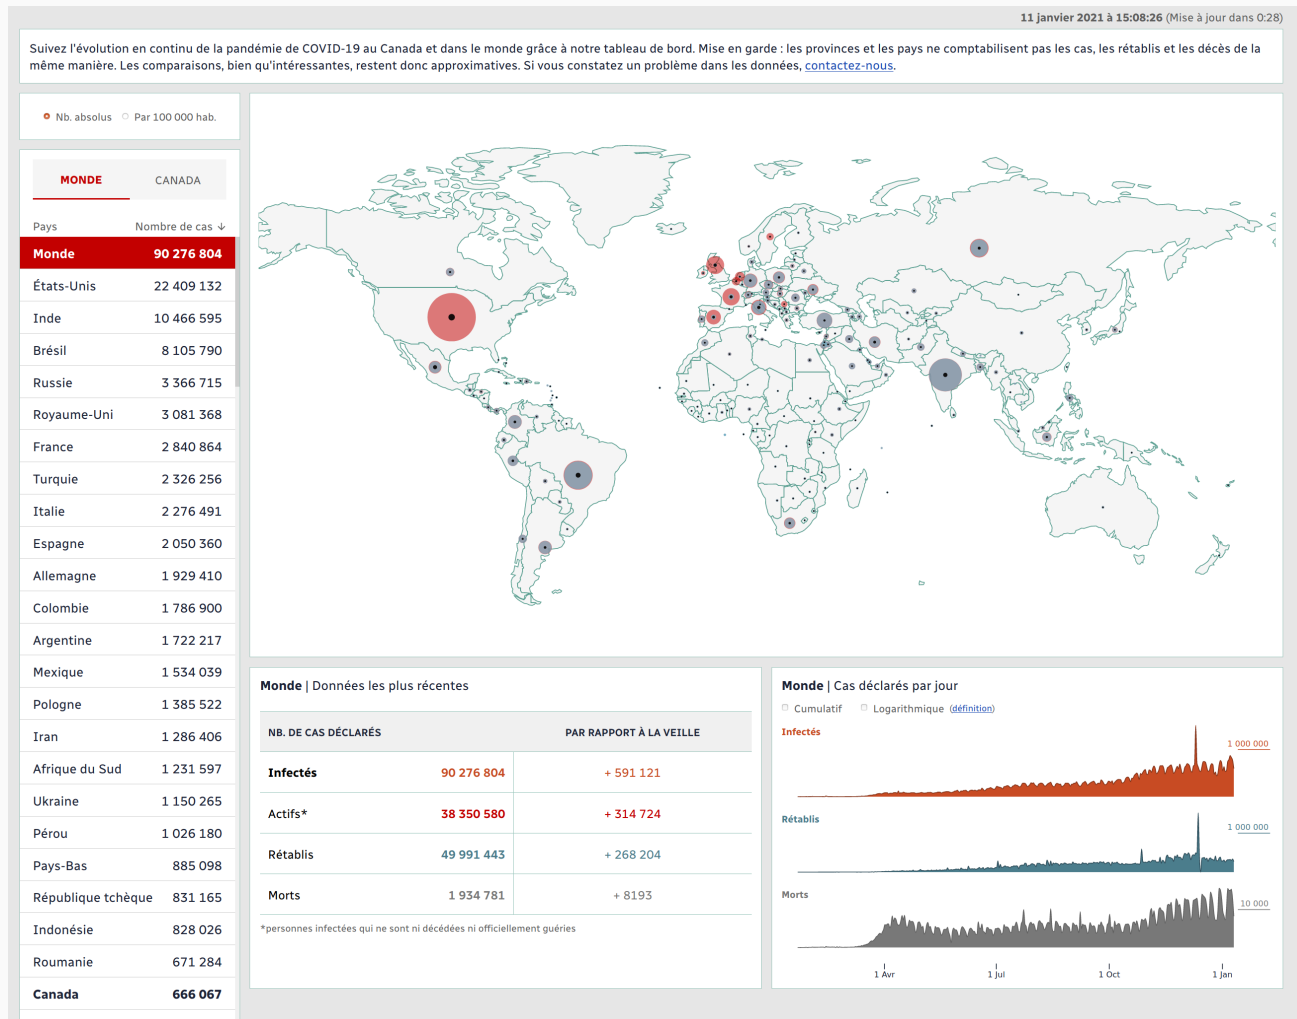 11 janvier 2021 à 15:08:26 (Mise à jour dans 0:28)
Suivez l'évolution en continu de la pandémie de COVID-19 au Canada et dans le monde grâce à notre tableau de bord. Mise en garde : les provinces et les pays ne comptabilisent pas les cas, les rétablis et les décès de la
même manière. Les comparaisons, bien qu'intéressantes, restent donc approximatives. Si vous constatez un problème dans les données, contactez-nous.
Nb. absolus Par 100 000 hab.
MONDE CANADA
Pays Nombre de cas ↓
Monde 90 276 804
États-Unis 22 409 132
Inde 10 466 595
Brésil 8 105 790
Russie 3 366 715
Royaume-Uni 3 081 368
France 2 840 864
Turquie 2 326 256
Italie 2 276 491
Espagne 2 050 360
Allemagne 1 929 410
Colombie 1 786 900
Argentine 1 722 217
Mexique 1 534 039
Pologne 1 385 522
Iran 1 286 406
Afrique du Sud 1 231 597
Ukraine 1 150 265
Pérou 1 026 180
Pays-Bas 885 098
République tchèque 831 165
Indonésie 828 026
Roumanie 671 284
Canada 666 067
Monde | Données les plus récentes
NB. DE CAS DÉCLARÉS PAR RAPPORT À LA VEILLE
Infectés 90 276 804 + 591 121
Actifs* 38 350 580 + 314 724
Rétablis 49 991 443 + 268 204
Morts 1 934 781 + 8193
*personnes infectées qui ne sont ni décédées ni officiellement guéries
Monde | Cas déclarés par jour
Cumulatif Logarithmique (définition)
Infectés
1 000 000
Rétablis
1 000 000
Morts
10 000
1 Avr 1 Jul 1 Oct 1 Jan